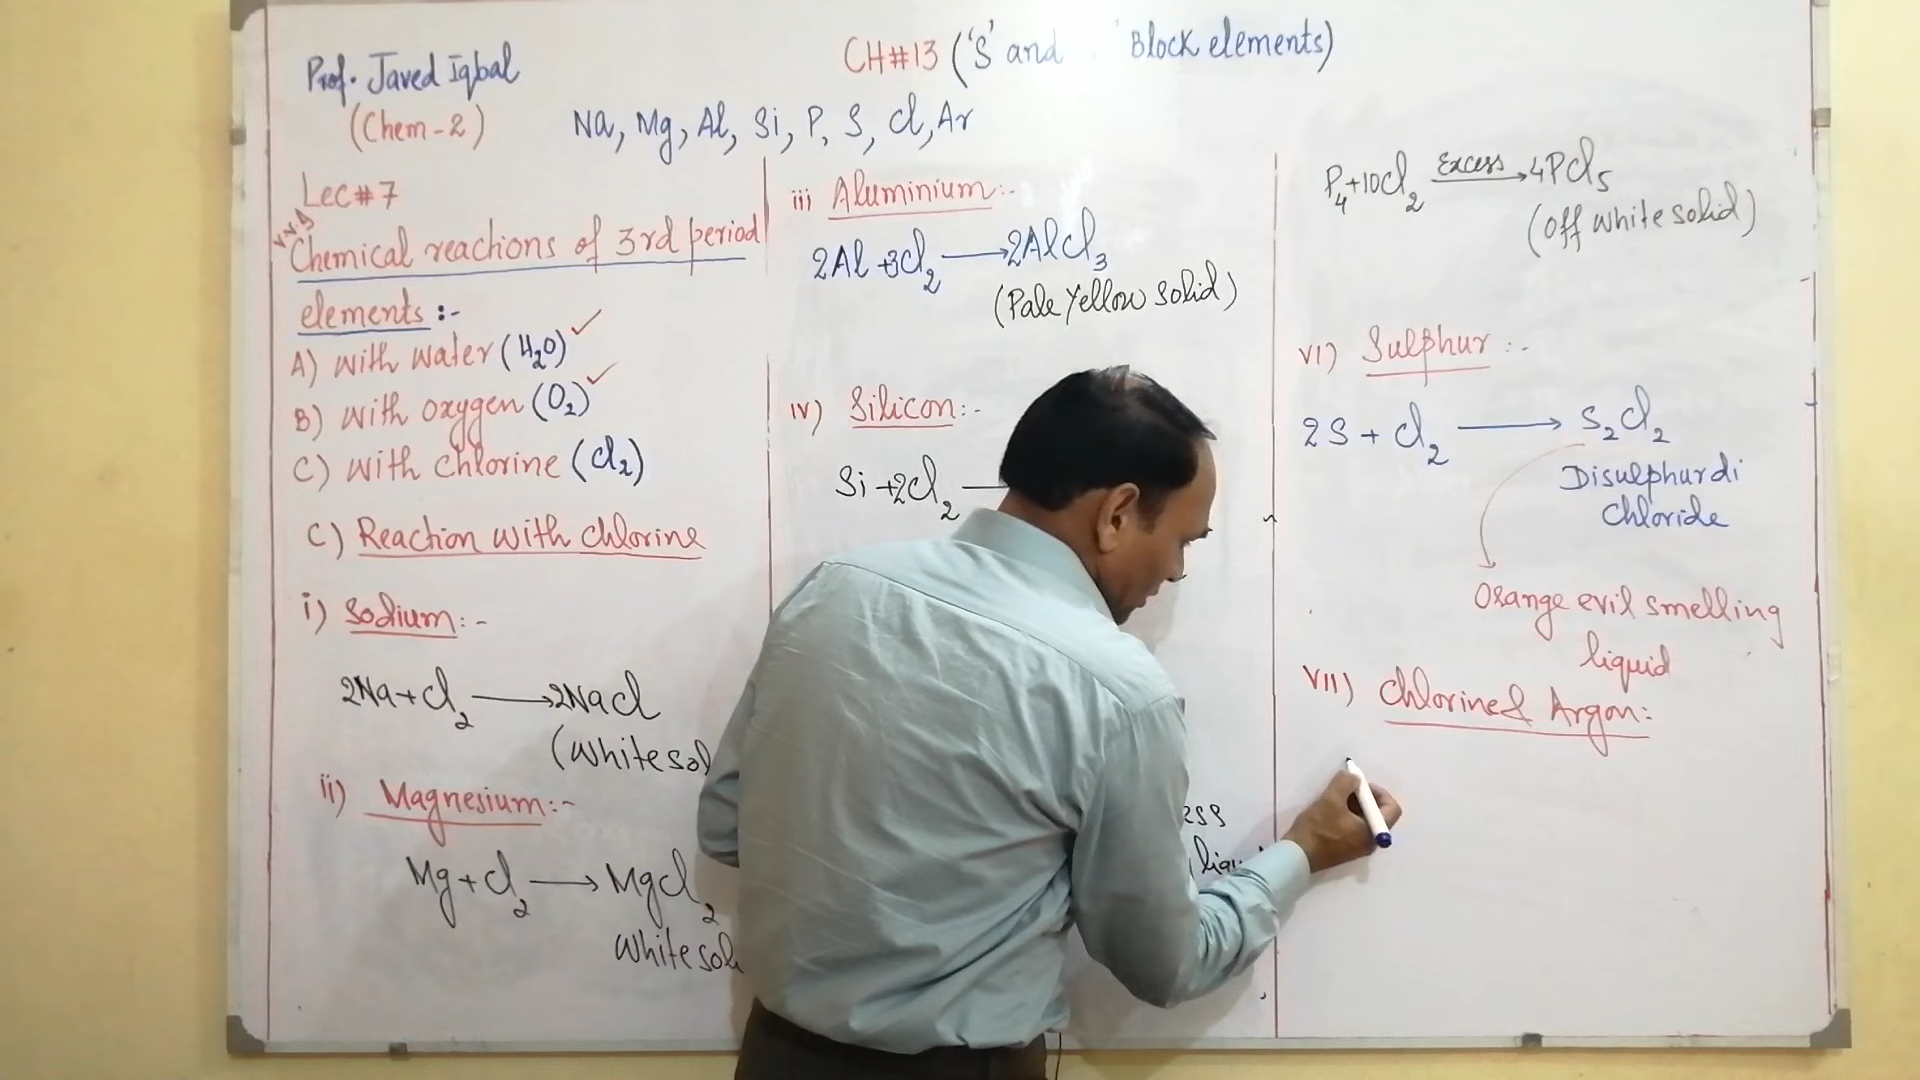 Prof. Javed Iqbal
(Chem-2)
CH#13 ('S' and Block elements)
Na, Mg, Al, Si, P, S, Cl, Ar
Lec#7
V.V.I
Chemical reactions of 3rd period
elements :-
A) with water (H2O) ✓
B) with oxygen (O2) ✓
C) with chlorine (Cl2)
C) Reaction with chlorine
i) Sodium:-
2Na + Cl2 → 2NaCl
(White sol
ii) Magnesium:-
Mg + Cl2 → MgCl2
White soli
iii) Aluminium:-
2Al + 3Cl2 → 2AlCl3
(Pale Yellow Solid)
iv) Silicon:-
Si + 2Cl2
P4 + 10Cl2 Excess → 4PCl5
(Off white solid)
VI) Sulphur :-
2S + Cl2 → S2Cl2
Disulphur di
chloride
Orange evil smelling
liquid
VII) Chlorine & Argon: